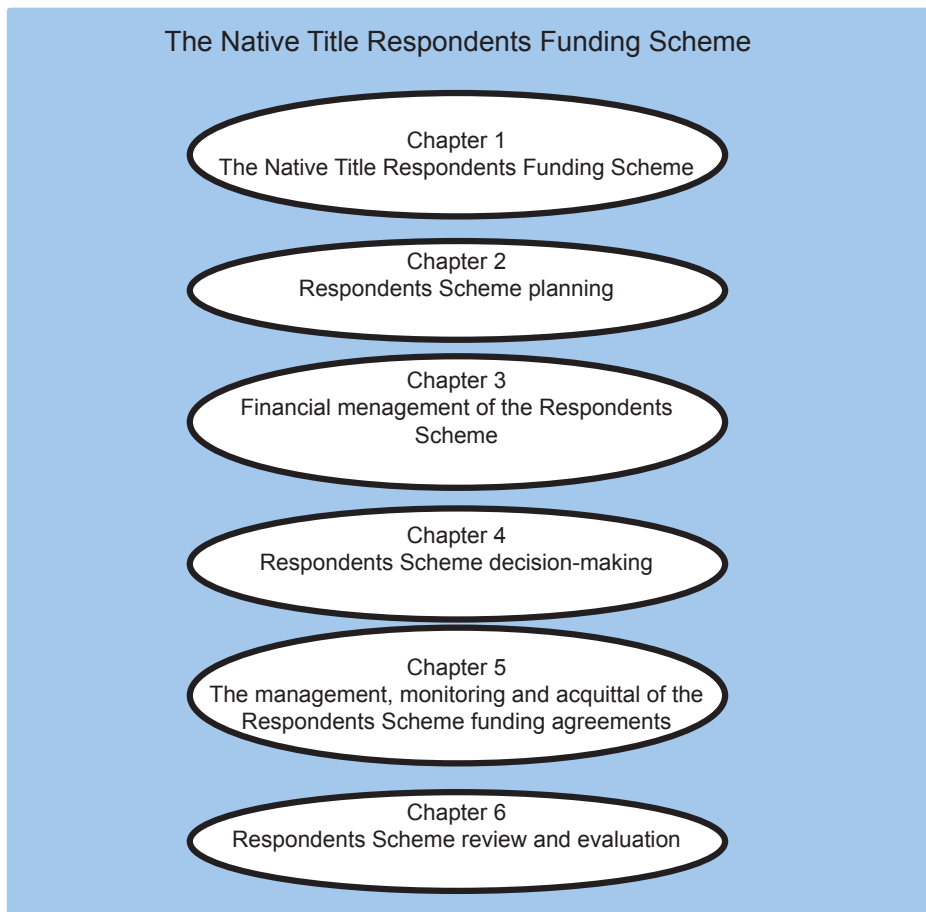 The Native Title Respondents Funding Scheme
Chapter 1
The Native Title Respondents Funding Scheme
Chapter 2
Respondents Scheme planning
Chapter 3
Financial menagement of the Respondents
Scheme
Chapter 4
Respondents Scheme decision-making
Chapter 5
The management, monitoring and acquittal of the
Respondents Scheme funding agreements
Chapter 6
Respondents Scheme review and evaluation